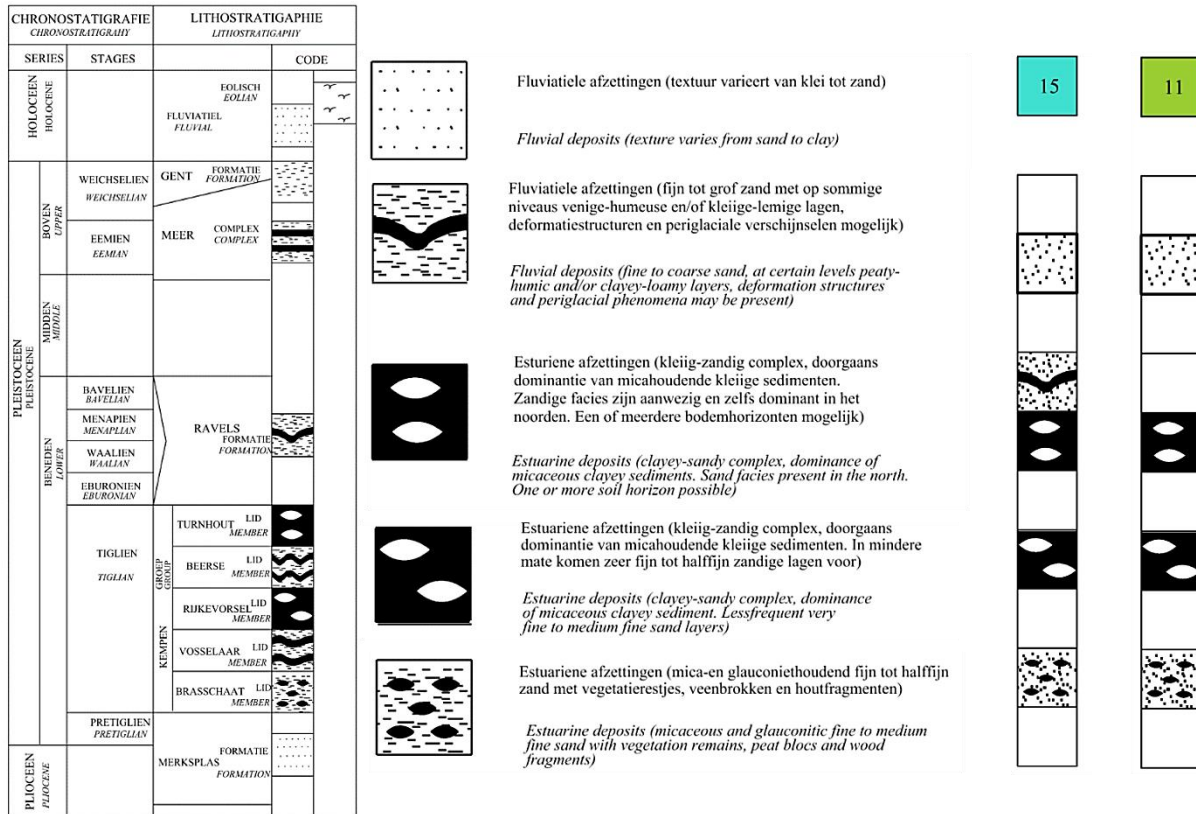 CHRONOSTATIGRAFIE
CHRONOSTRATIGRAHY
LITHOSTRATIGAPHIE
LITHOSTRATIGAPHY
SERIES
STAGES
CODE
HOLOCEEN
HOLOCENE
EOLISCH
EOLIAN
FLUVIATIEL
FLUVIAL
PLEISTOCEEN
PLEISTOCENE
BOVEN
UPPER
WEICHSELIEN
WEICHSELIAN
GENT FORMATIE
FORMATION
EEMIEN
EEMIAN
MEER COMPLEX
COMPLEX
MIDDEN
MIDDLE
BENEDEN
LOWER
BAVELIEN
BAVELIAN
MENAPIEN
MENAPLIAN
WAALIEN
WAALIAN
EBURONIEN
EBURONIAN
RAVELS
FORMATIE
FORMATION
TIGLIEN
TIGLIAN
KEMPEN
GROEP
GROUP
TURNHOUT LID
MEMBER
BEERSE LID
MEMBER
RIJKEVORSEL LID
MEMBER
VOSSELAAR LID
MEMBER
BRASSCHAAT LID
MEMBER
PRETIGLIEN
PRETIGLIAN
PLIOCEEN
PLIOCENE
FORMATIE
MERKSPLAS
FORMATION
Fluviatiele afzettingen (textuur varieert van klei tot zand)
Fluvial deposits (texture varies from sand to clay)
Fluviatiele afzettingen (fijn tot grof zand met op sommige
niveaus venige-humeuse en/of kleiige-lemige lagen,
deformatiestructuren en periglaciale verschijnselen mogelijk)
Fluvial deposits (fine to coarse sand, at certain levels peaty-
humic and/or clayey-loamy layers, deformation structures
and periglacial phenomena may be present)
Esturiene afzettingen (kleiig-zandig complex, doorgaans
dominantie van micahoudende kleiige sedimenten.
Zandige facies zijn aanwezig en zelfs dominant in het
noorden. Een of meerdere bodemhorizonten mogelijk)
Estuarine deposits (clayey-sandy complex, dominance of
micaceous clayey sediments. Sand facies present in the north.
One or more soil horizon possible)
Estuariene afzettingen (kleiig-zandig complex, doorgaans
dominantie van micahoudende kleiige sedimenten. In mindere
mate komen zeer fijn tot halffijn zandige lagen voor)
Estuarine deposits (clayey-sandy complex, dominance
of micaceous clayey sediment. Lessfrequent very
fine to medium fine sand layers)
Estuariene afzettingen (mica-en glauconiethoudend fijn tot halffijn
zand met vegetatierestjes, veenbrokken en houtfragmenten)
Estuarine deposits (micaceous and glauconitic fine to medium
fine sand with vegetation remains, peat blocs and wood
fragments)
15
11